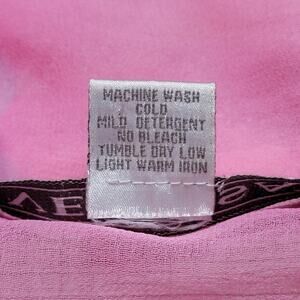 MACHINE WASH
COLD
MILD DETERGENT
NO BLEACH
TUMBLE DRY LOW
LIGHT WARM IRON